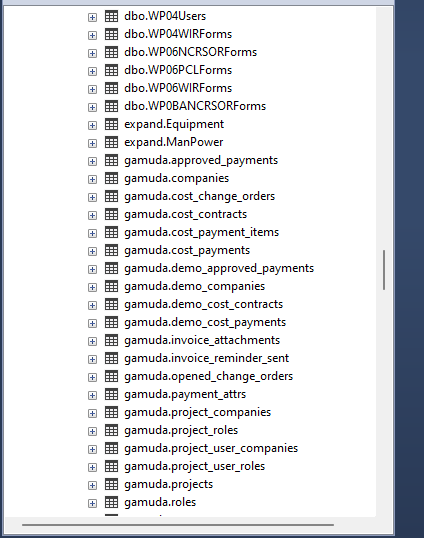 dbo.WP04Users
dbo.WP04WIRForms
dbo.WP06NCRSORForms
dbo.WP06PCLForms
dbo.WP06WIRForms
dbo.WP0BANCRSORForms
expand.Equipment
expand.ManPower
gamuda.approved_payments
gamuda.companies
gamuda.cost_change_orders
gamuda.cost_contracts
gamuda.cost_payment_items
gamuda.cost_payments
gamuda.demo_approved_payments
gamuda.demo_companies
gamuda.demo_cost_contracts
gamuda.demo_cost_payments
gamuda.invoice_attachments
gamuda.invoice_reminder_sent
gamuda.opened_change_orders
gamuda.payment_attrs
gamuda.project_companies
gamuda.project_roles
gamuda.project_user_companies
gamuda.project_user_roles
gamuda.projects
gamuda.roles